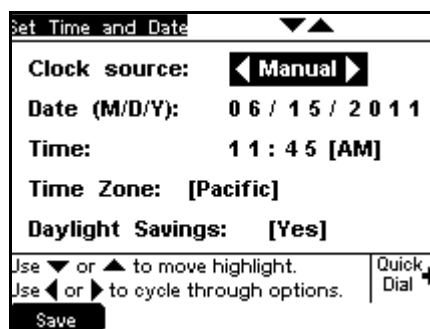 Set Time and Date
Clock source: Manual
Date (M/D/Y): 06/15/2011
Time: 11:45 [AM]
Time Zone: [Pacific]
Daylight Savings: [Yes]
Use ▼ or ▲ to move highlight.
Use ◀ or ▶ to cycle through options.
Quick
Dial
Save